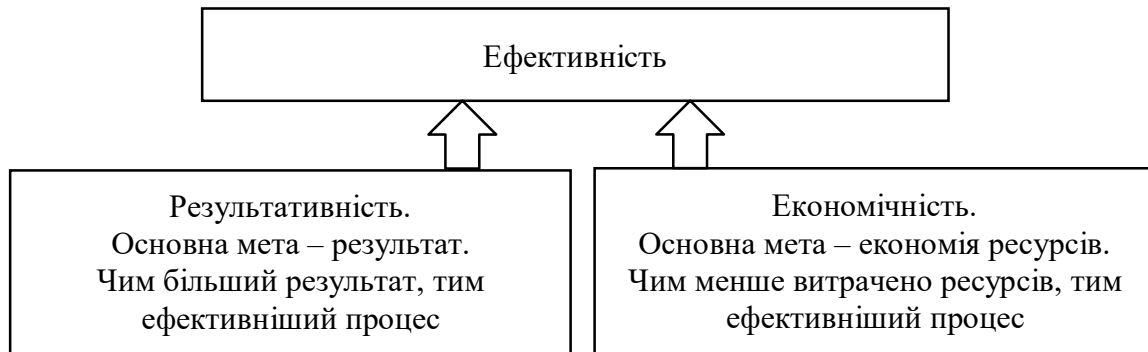 Ефективність
Результативність.
Основна мета – результат.
Чим більший результат, тим
ефективніший процес
Економічність.
Основна мета – економія ресурсів.
Чим менше витрачено ресурсів, тим
ефективніший процес